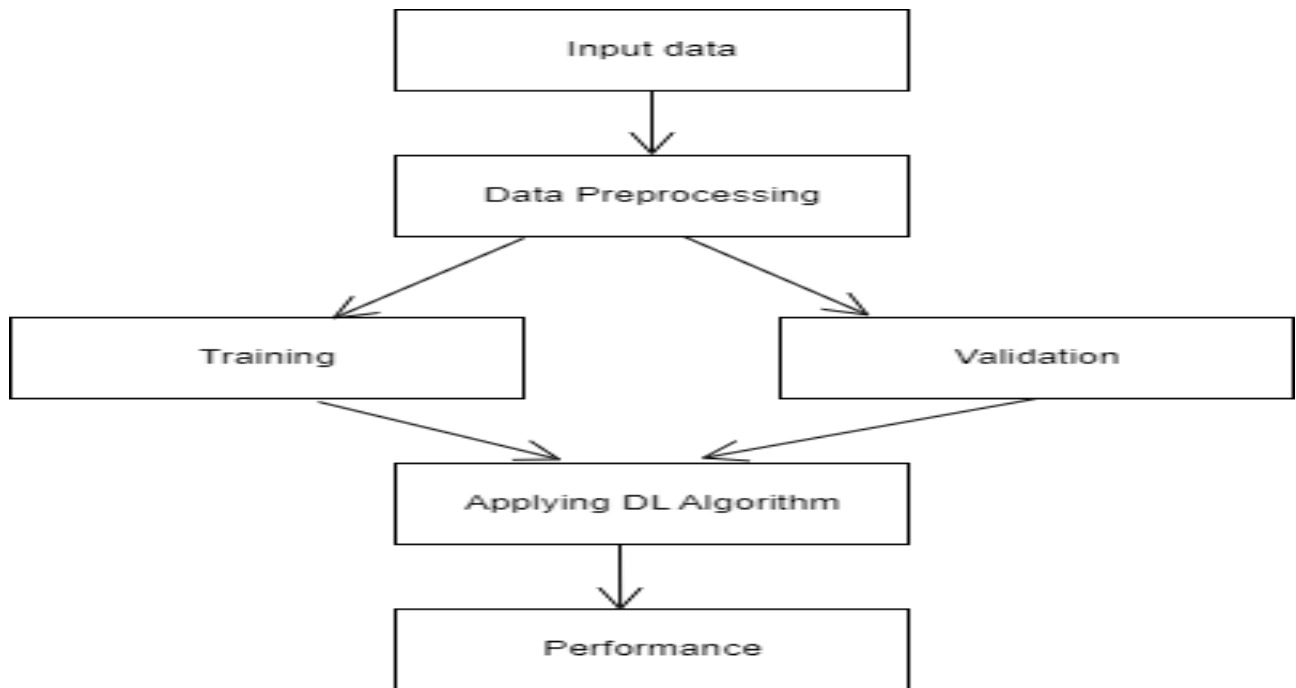 Input data
Data Preprocessing
Training
Validation
Applying DL Algorithm
Performance